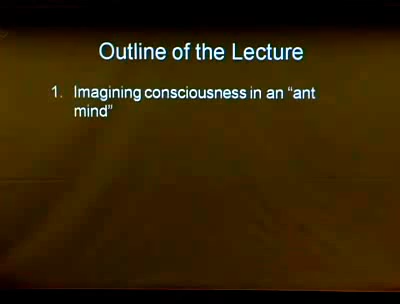 Outline of the Lecture
1. Imagining consciousness in an “ant
mind”